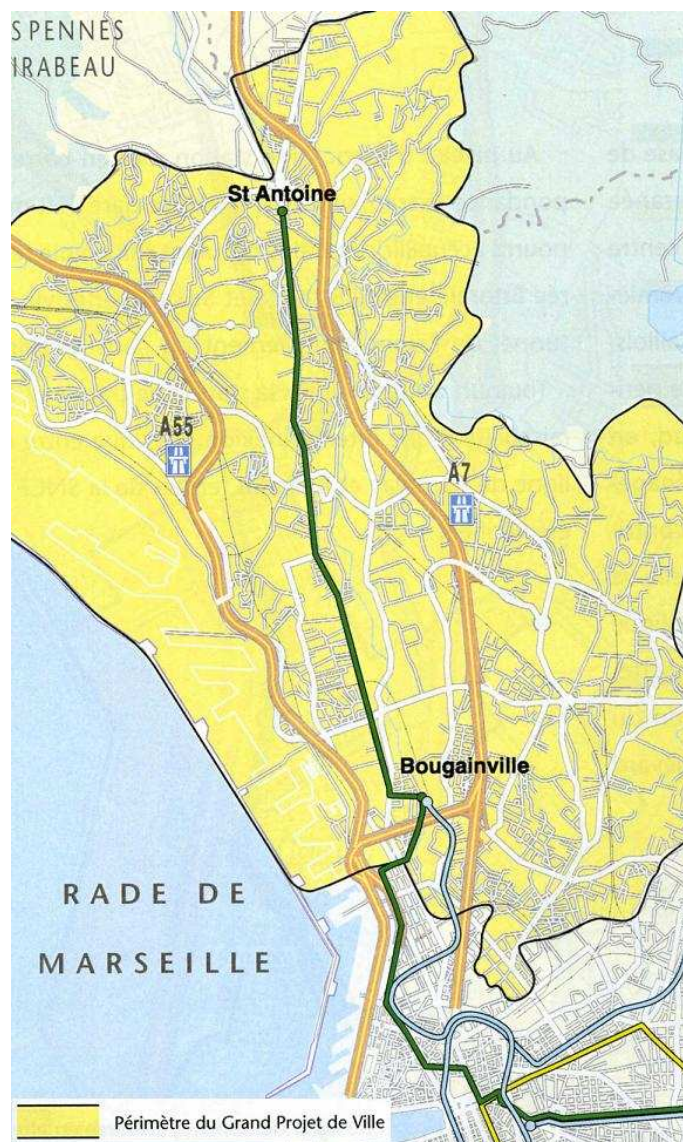 S PENNES
IRABEAU
St Antoine
A55
A7
Bougainville
RADE DE
MARSEILLE
Périmètre du Grand Projet de Ville